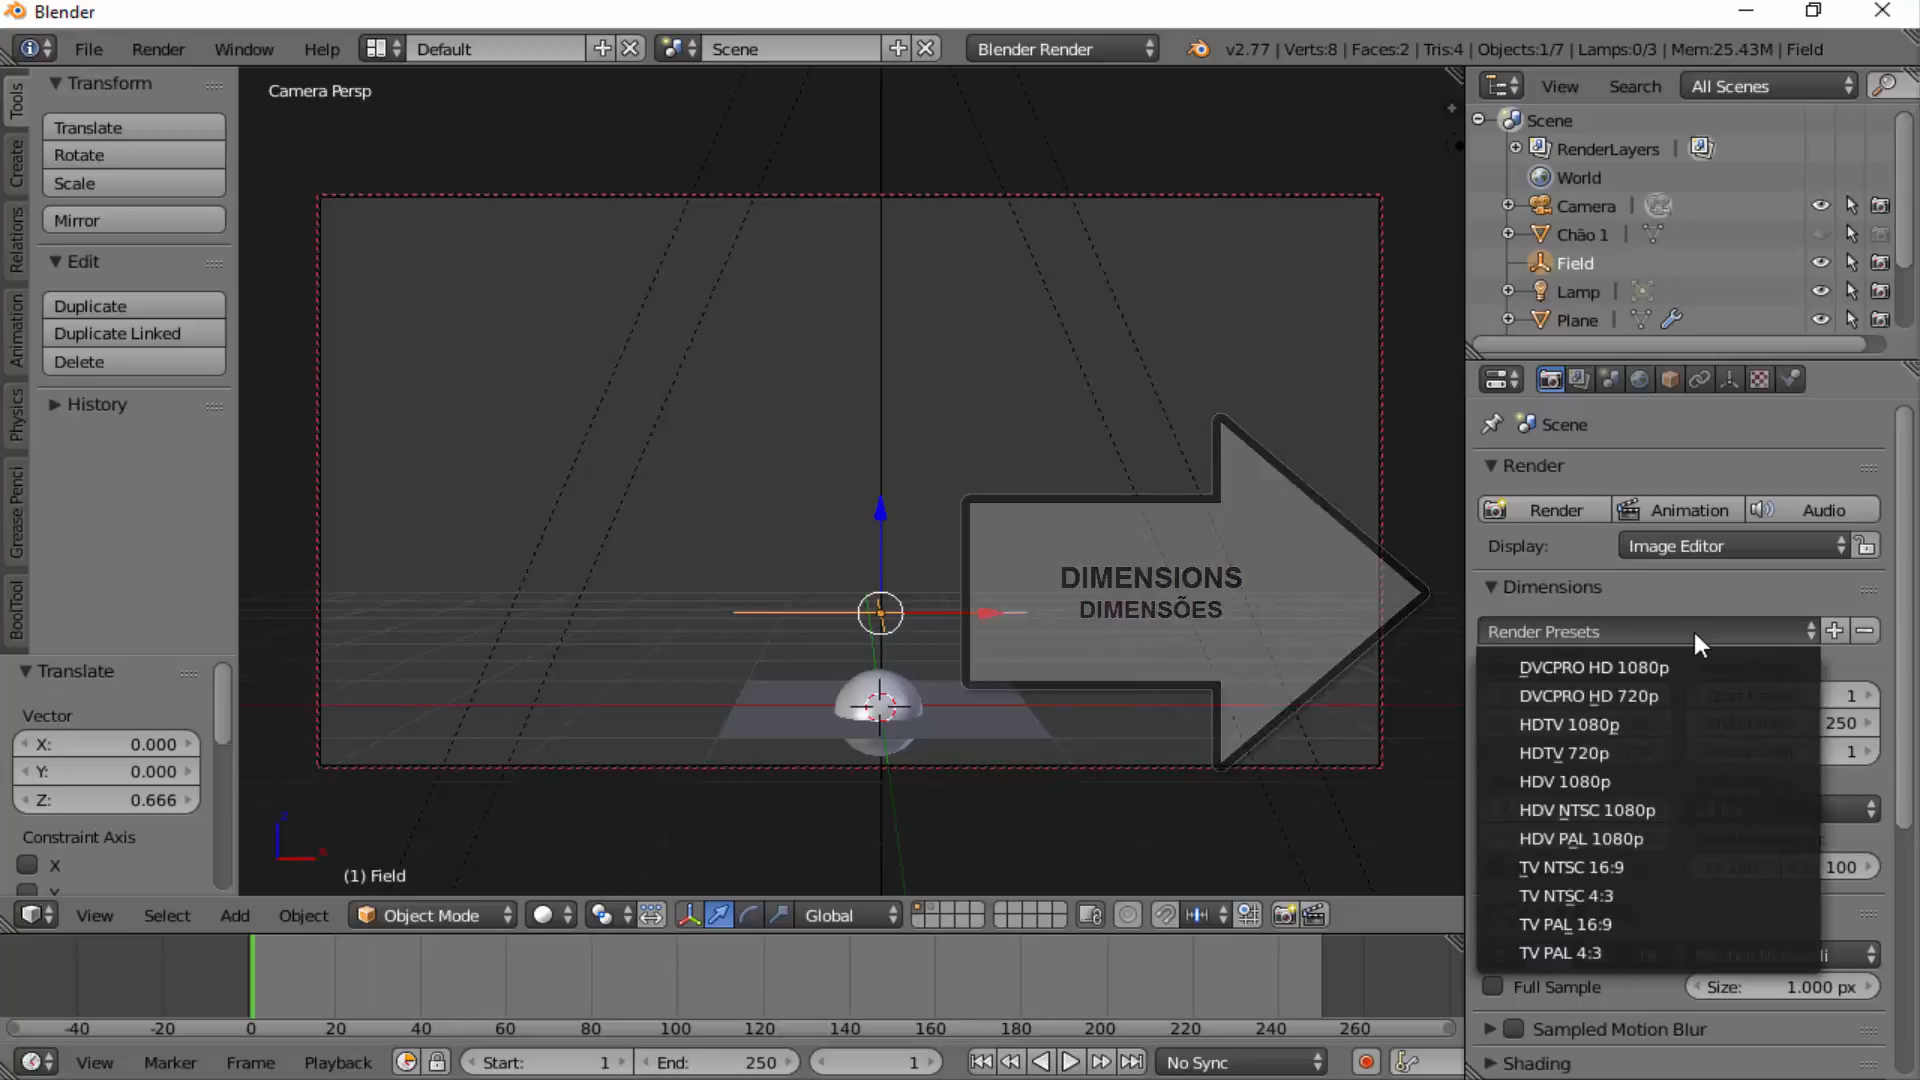 Blender
File Render Window Help Default Scene Blender Render v2.77 | Verts:8 | Faces:2 | Tris:4 | Objects:1/7 | Lamps:0/3 | Mem:25.43M | Field
Tools
Create
Relations
Animation
Physics
Grease Penci
BoolTool
Transform
Translate
Rotate
Scale
Mirror
Edit
Duplicate
Duplicate Linked
Delete
History
Translate
Vector
X: 0.000
Y: 0.000
Z: 0.666
Constraint Axis
X
Camera Persp
DIMENSIONS
DIMENSÕES
(1) Field
View Select Add Object Object Mode Global
-40 -20 0 20 40 60 80 100 120 140 160 180 200 220 240 260
View Marker Frame Playback Start: 1 End: 250 1 No Sync
View Search All Scenes
Scene
RenderLayers |
World
Camera |
Chão 1 |
Field
Lamp |
Plane |
Scene
Render
Render Animation Audio
Display: Image Editor
Dimensions
Render Presets
DVCPRO HD 1080p
DVCPRO HD 720p 1
HDTV 1080p 250
HDTV 720p 1
HDV 1080p
HDV NTSC 1080p
HDV PAL 1080p
TV NTSC 16:9 100
TV NTSC 4:3
TV PAL 16:9
TV PAL 4:3
Full Sample Size: 1.000 px
Sampled Motion Blur
Shading